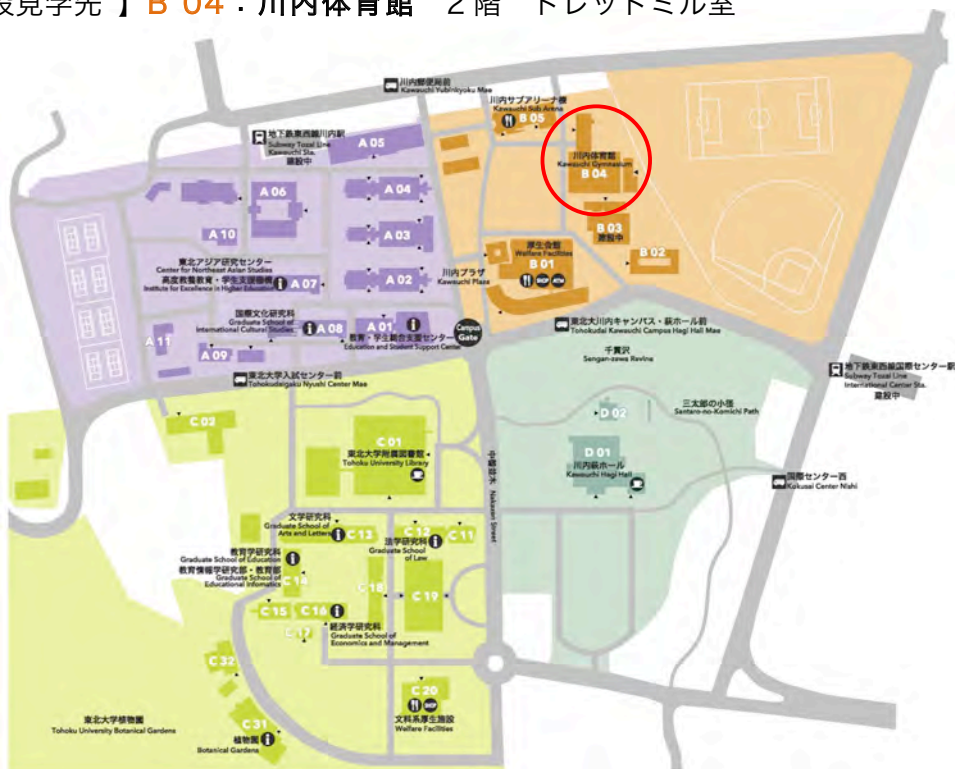 設見学先 】B 04：川内体育館 2階 トレッドミル室
川内郵便局前
Kawauchi Yubinkyoku Mae
川内サブアリーナ棟
Kawauchi Sub Arena
B 05
地下鉄東西線川内駅
Subway Tozai Line
Kawauchi Sta.
建設中
A 05
川内体育館
Kawauchi Gymnasium
B 04
A 06
A 04
A 03
A 10
B 03
建設中
B 02
厚生会館
Welfare Facilities
B 01
SHOP
ATM
東北アジア研究センター
Center for Northeast Asian Studies
高度教養教育・学生支援機構
Institute for Excellence in Higher Education
A 07
A 02
川内プラザ
Kawauchi Plaza
国際文化研究科
Graduate School of
International Cultural Studies
A 08
A 01
教育・学生総合支援センター
Education and Student Support Center
Campus
Gate
A 11
A 09
東北大川内キャンパス・萩ホール前
Tohokudai Kawauchi Campus Hagi Hall Mae
千貫沢
Sengan-zawa Ravine
東北大学入試センター前
Tohokudaigaku Nyushi Center Mae
地下鉄東西線国際センター駅
Subway Tozai Line
International Center Sta.
建設中
C 02
C 01
東北大学附属図書館
Tohoku University Library
中善並木 Nakazen Street
D 02
三太郎の小径
Santaro-no-Komichi Path
D 01
川内萩ホール
Kawauchi Hagi Hall
国際センター西
Kokusai Center Nishi
文学研究科
Graduate School of
Arts and Letters
C 13
C 12
C 11
法学研究科
Graduate School
of Law
教育学研究科
Graduate School of Education
教育情報学研究部・教育部
Graduate School of
Educational Infomatics
C 14
C 18
C 19
C 15
C 16
C 17
経済学研究科
Graduate School of
Economics and Management
C 32
C 20
SHOP
文科系厚生施設
Welfare Facilities
東北大学植物園
Tohoku University Botanical Gardens
C 31
植物園
Botanical Gardens